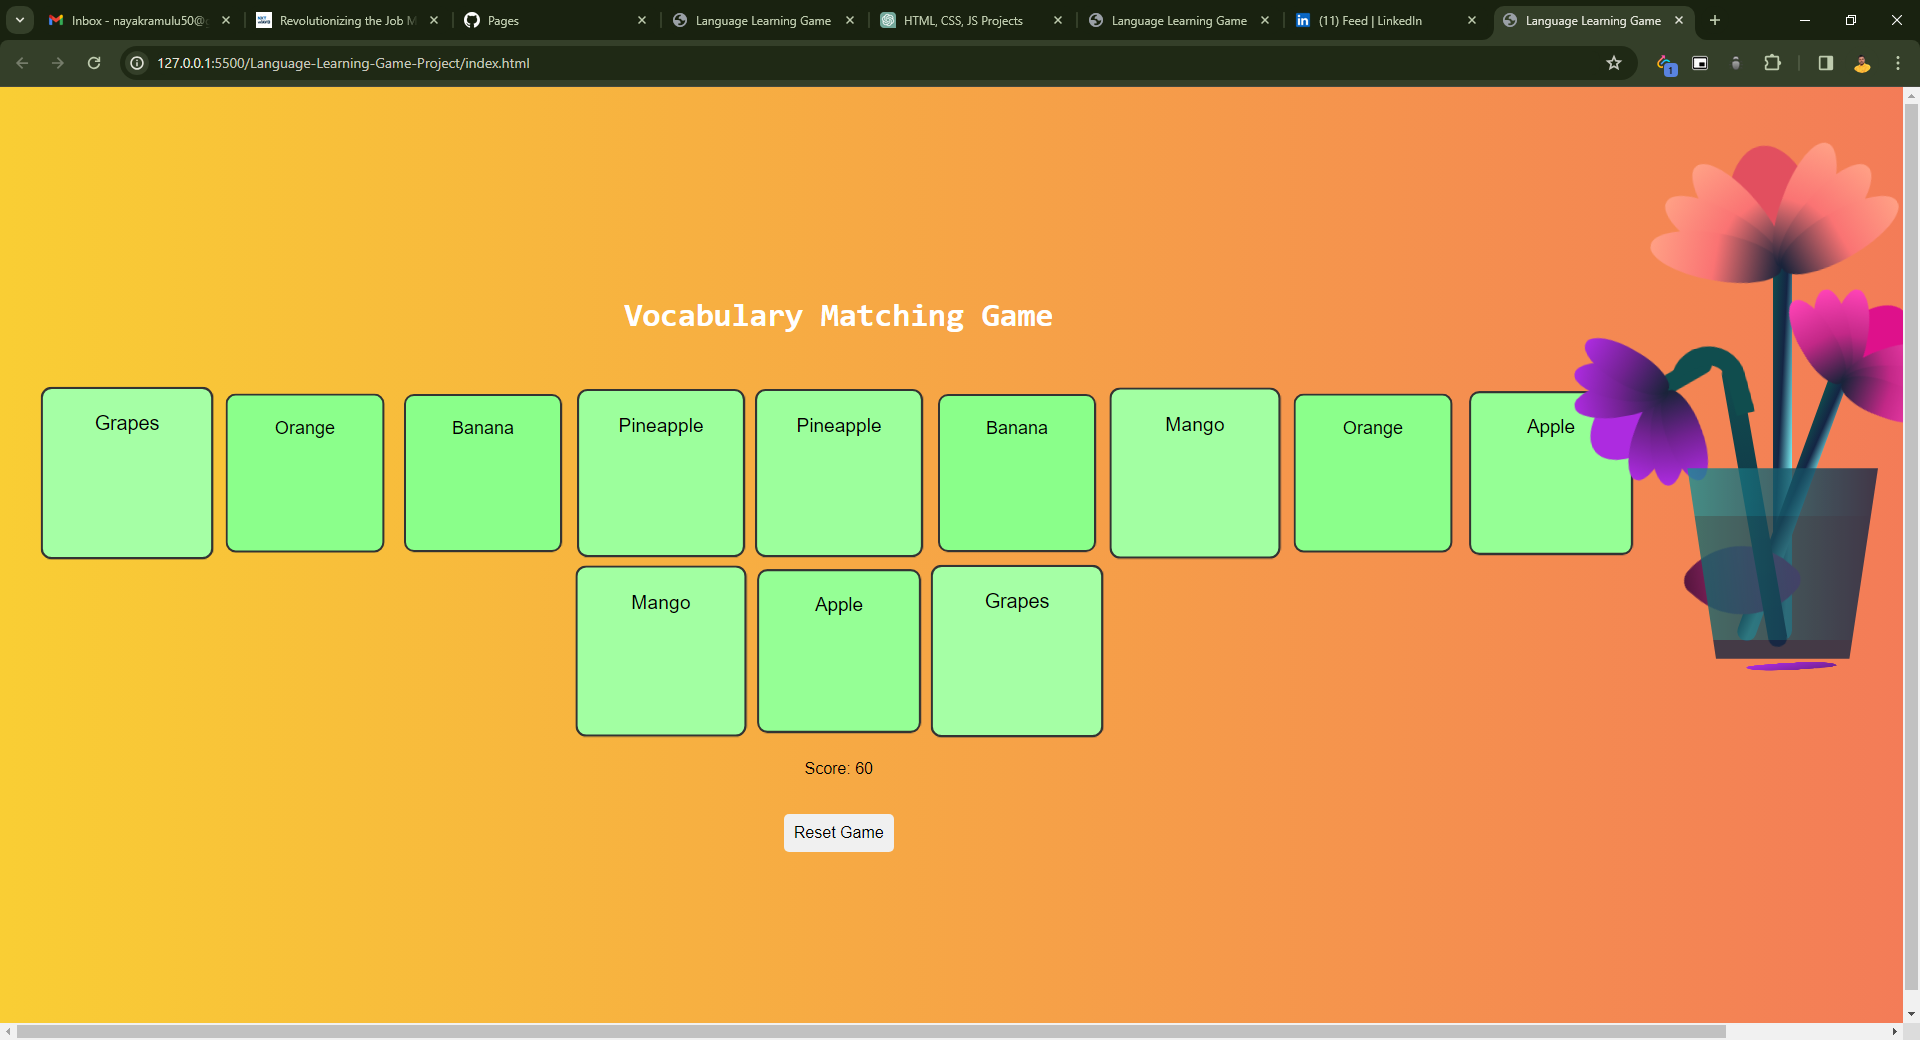 Inbox - nayakramulu50@
Revolutionizing the Job M
Pages
Language Learning Game
HTML, CSS, JS Projects
Language Learning Game
(11) Feed | LinkedIn
Language Learning Game
127.0.0.1:5500/Language-Learning-Game-Project/index.html
1
Vocabulary Matching Game
Grapes Orange Banana Pineapple Pineapple Banana Mango Orange Apple
Mango Apple Grapes
Score: 60
Reset Game